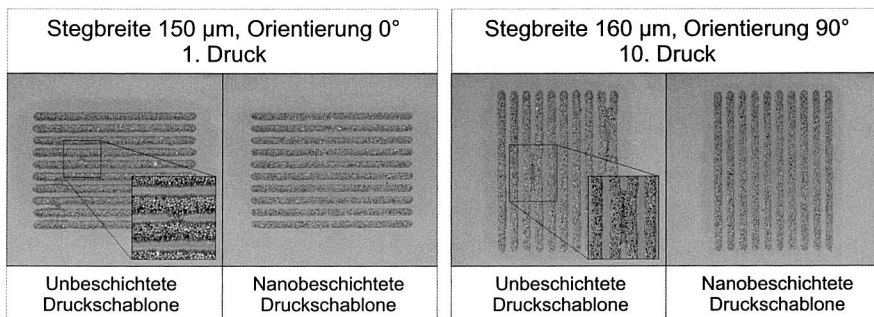 Stegbreite 150 µm, Orientierung 0°
1. Druck
Unbeschichtete
Druckschablone
Nanobeschichtete
Druckschablone
Stegbreite 160 µm, Orientierung 90°
10. Druck
Unbeschichtete
Druckschablone
Nanobeschichtete
Druckschablone